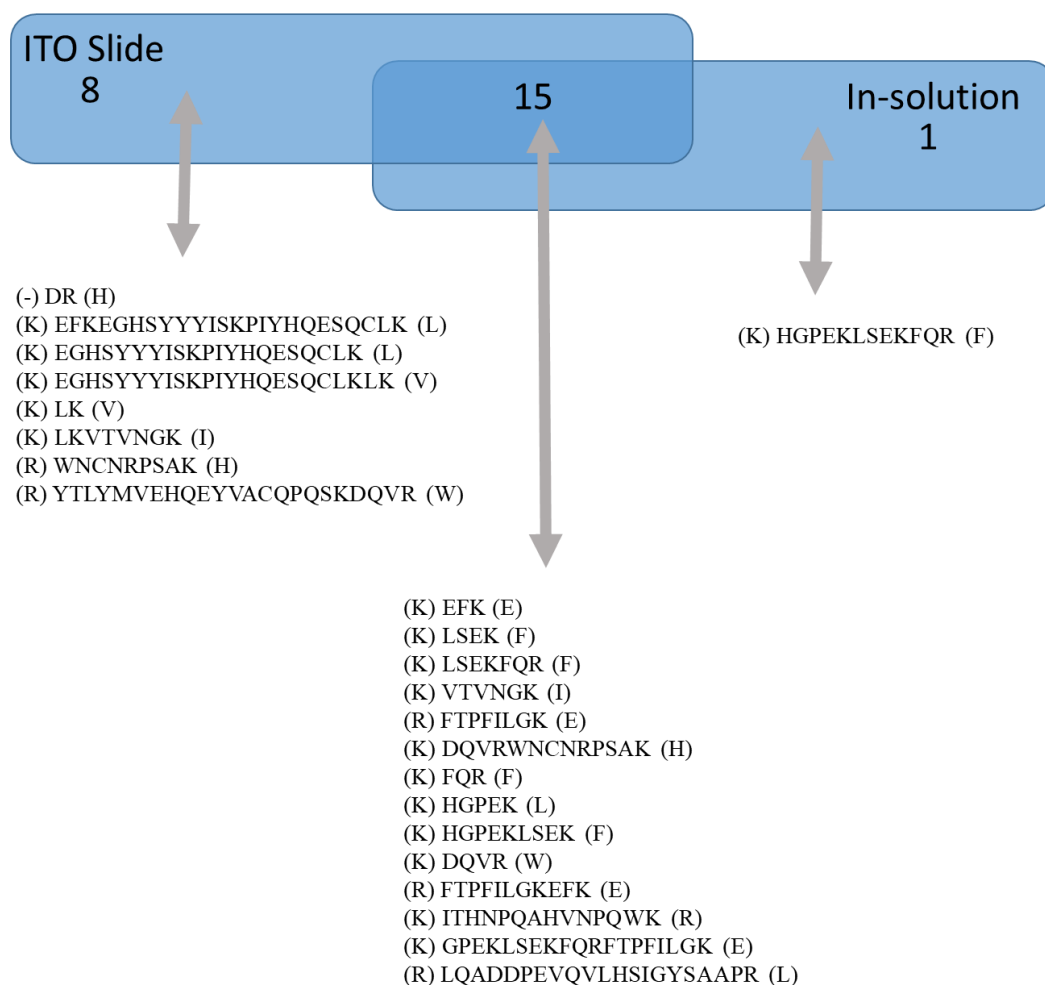 ITO Slide
8
15
In-solution
1
(-) DR (H)
(K) EFKEGHSYYYISKPIYHQESQCLK (L)
(K) EGHSYYYISKPIYHQESQCLK (L)
(K) EGHSYYYISKPIYHQESQCLKLK (V)
(K) LK (V)
(K) LKVTVNGK (I)
(R) WNCNRPSAK (H)
(R) YTLYMVEHQEYVACQPQSKDQVR (W)
(K) HGPEKLSEKFQR (F)
(K) EFK (E)
(K) LSEK (F)
(K) LSEKFQR (F)
(K) VTVNGK (I)
(R) FTPFILGK (E)
(K) DQVRWNCNRPSAK (H)
(K) FQR (F)
(K) HGPEK (L)
(K) HGPEKLSEK (F)
(K) DQVR (W)
(R) FTPFILGKEFK (E)
(K) ITHNPQAHVNPQWK (R)
(K) GPEKLSEKFQRFTPFILGK (E)
(R) LQADDPEVQVLHSIGYSAAPR (L)